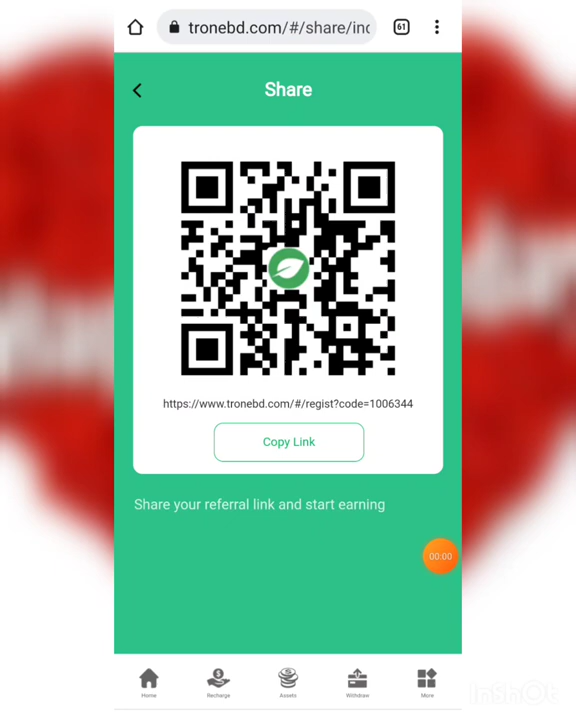 tronebd.com/#/share/inc
61
Share
https://www.tronebd.com/#/regist?code=1006344
Copy Link
Share your referral link and start earning
00:00
Home
Recharge
Assets
Withdraw
More
InShOt